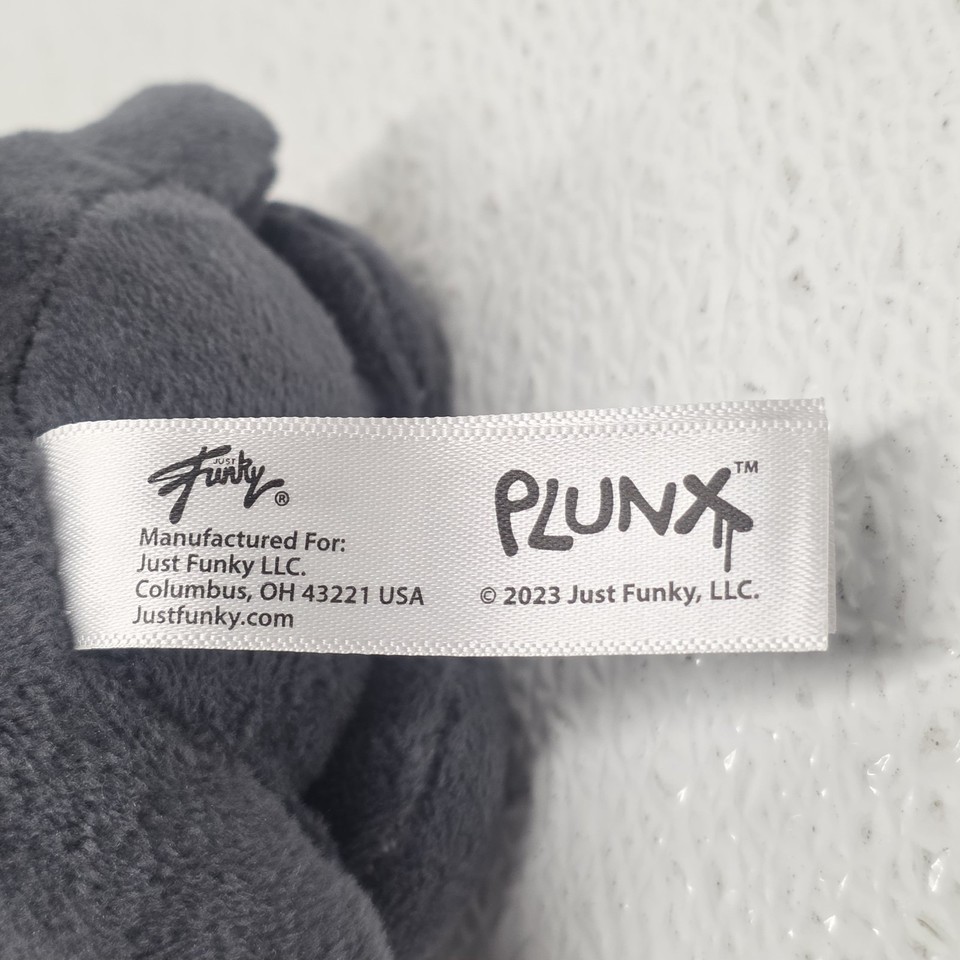 JUST
Funky®
Manufactured For:
Just Funky LLC.
Columbus, OH 43221 USA
Justfunky.com
PLUNX™
© 2023 Just Funky, LLC.